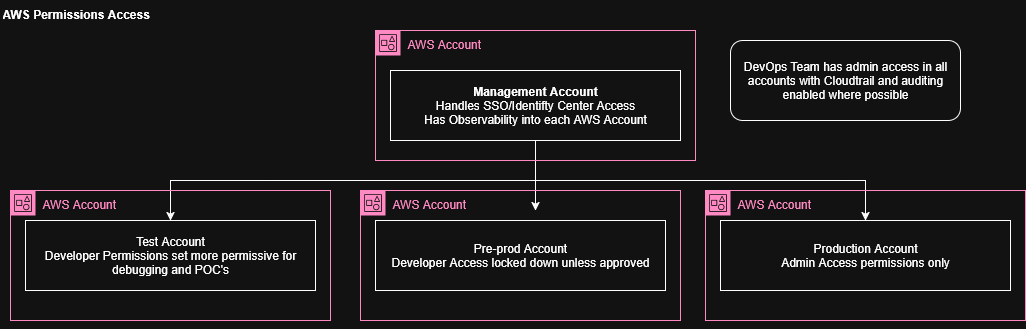 AWS Permissions Access
AWS Account
Management Account
Handles SSO/Identifty Center Access
Has Observability into each AWS Account
DevOps Team has admin access in all
accounts with Cloudtrail and auditing
enabled where possible
AWS Account
Test Account
Developer Permissions set more permissive for
debugging and POC's
AWS Account
Pre-prod Account
Developer Access locked down unless approved
AWS Account
Production Account
Admin Access permissions only